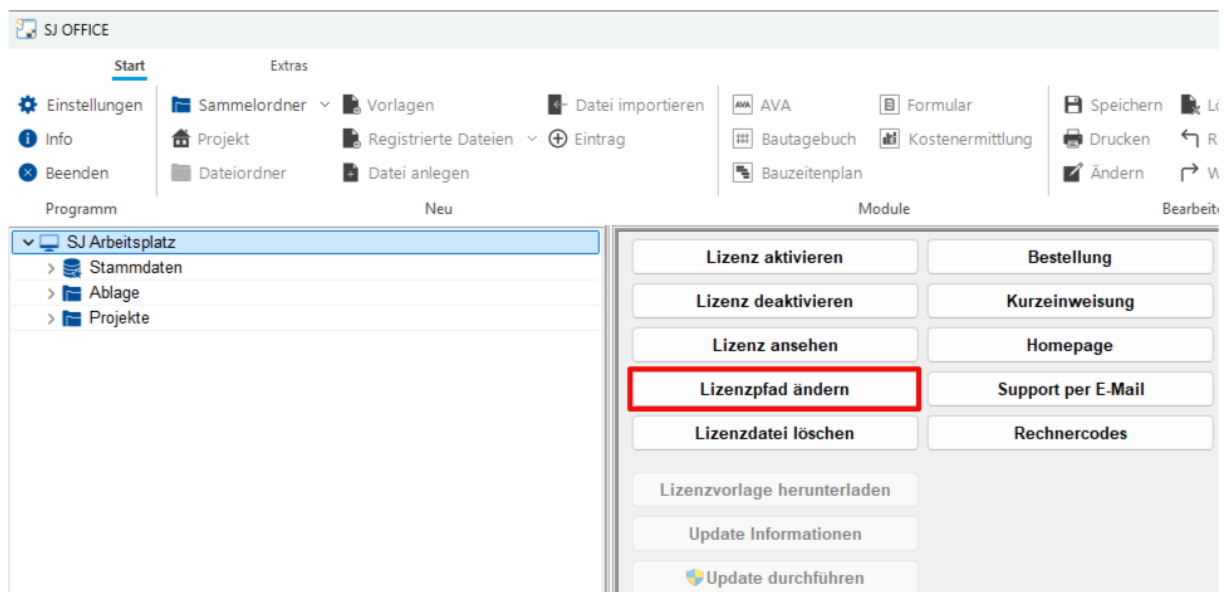 SJ OFFICE
Start Extras
Einstellungen Sammelordner Vorlagen Datei importieren AVA Formular Speichern
Info Projekt Registrierte Dateien Eintrag Bautagebuch Kostenermittlung Drucken
Beenden Dateiordner Datei anlegen Bauzeitenplan Ändern
Programm Neu Module
SJ Arbeitsplatz
Stammdaten
Ablage
Projekte
Lizenz aktivieren Bestellung
Lizenz deaktivieren Kurzeinweisung
Lizenz ansehen Homepage
Lizenzpfad ändern Support per E-Mail
Lizenzdatei löschen Rechnercodes
Lizenzvorlage herunterladen
Update Informationen
Update durchführen